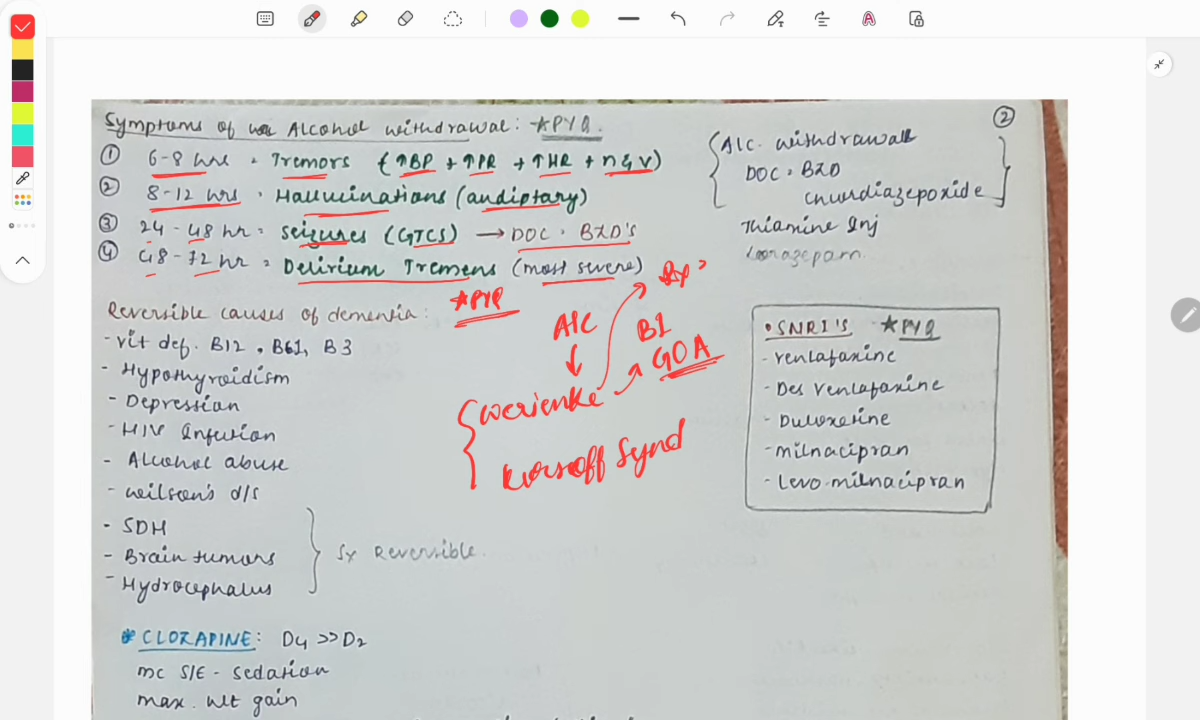 ②
Symptoms of Alcohol withdrawal: ★PYQ.
① 6-8 hrs = Tremors (↑BP + ↑PR + ↑HR + n & v)
② 8-12 hrs. Hallucinations (audiptary)
③ 24-48 hr = seizures (GTCS) → DOC. BZD's
④ 48-72 hr = Delirium Tremens (most severe)
Alc. withdrawal
DOC. BZD
Chlordiazepoxide
Thiamine Inj
Lorazepam.
★PYQ
Reversible causes of dementia:
- vit def. B12, B61, B3
- Hypothyroidism
- Depression
- HIV Infection
- Alcohol abuse
- Wilson's d/s
- SDH
- Brain tumors
- Hydrocephalus
Sx Reversible.
Alc
↓
B1
GOA
Korsoff Synd
• SNRI'S ★PYQ
- Venlafaxine
- Des Venlafaxine
- Duloxetine
- milnacipran
- Levo-milnacipran
* CLOZAPINE: D4 >> D2
mc S/E - sedation
max. wt gain